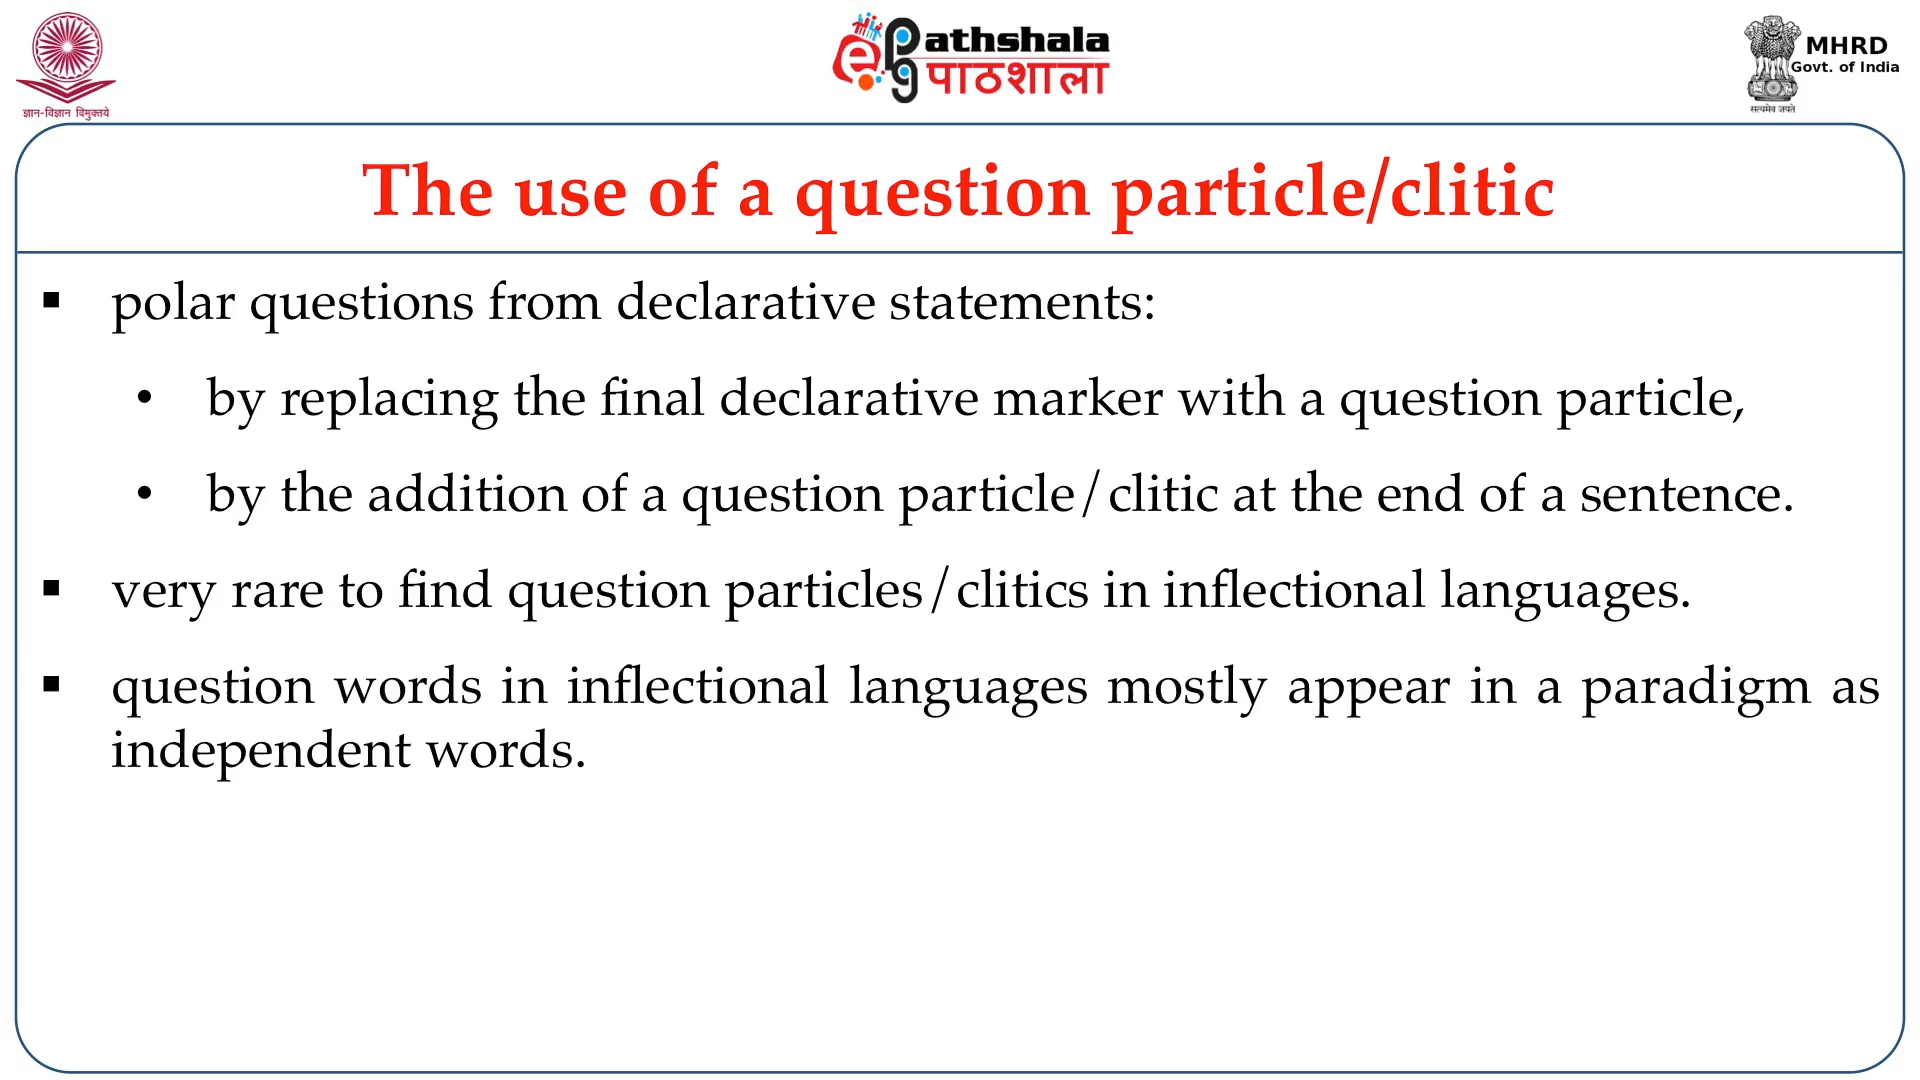 ज्ञान-विज्ञान विमुक्तये
ePG Pathshala
पाठशाला
MHRD
Govt. of India
सत्यमेव जयते
The use of a question particle/clitic
▪ polar questions from declarative statements:
• by replacing the final declarative marker with a question particle,
• by the addition of a question particle/clitic at the end of a sentence.
▪ very rare to find question particles/clitics in inflectional languages.
▪ question words in inflectional languages mostly appear in a paradigm as
independent words.